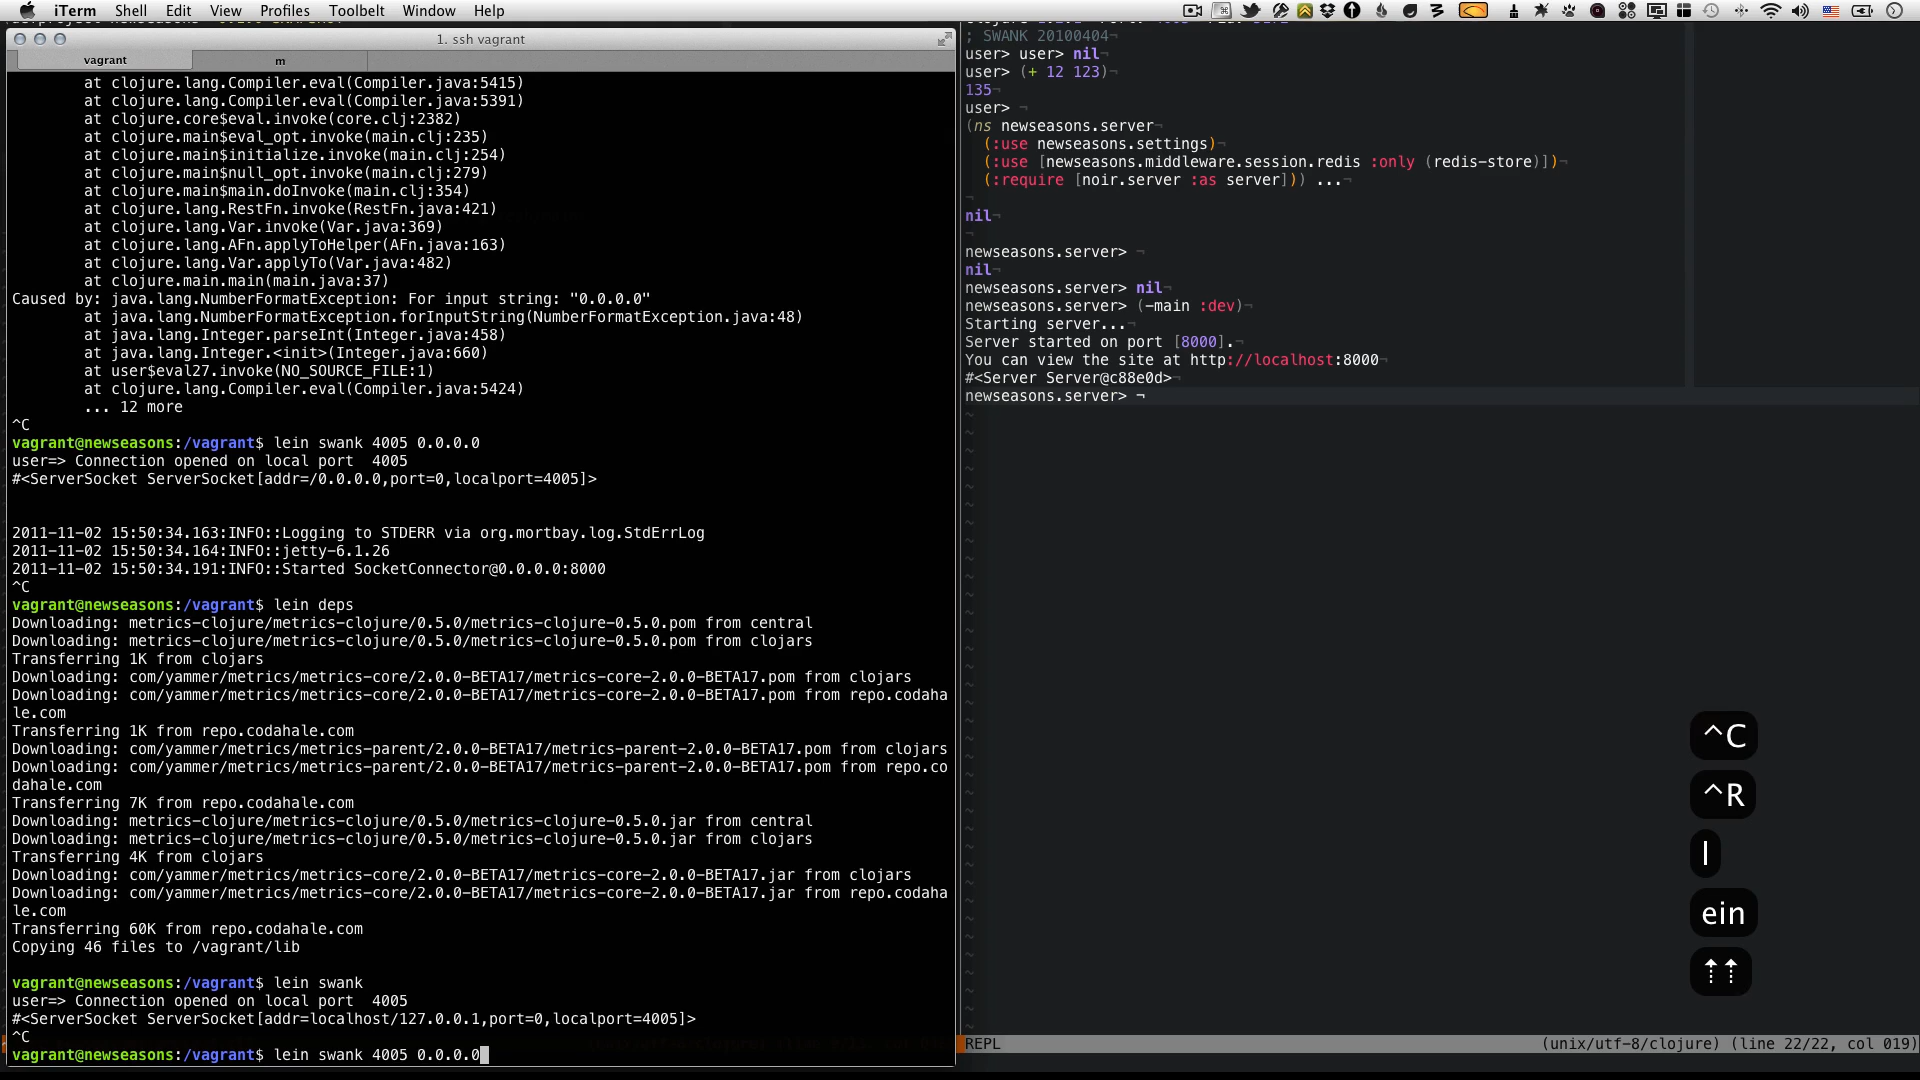 iTerm Shell Edit View Profiles Toolbelt Window Help
1. ssh vagrant
vagrant m
at clojure.lang.Compiler.eval(Compiler.java:5415)
at clojure.lang.Compiler.eval(Compiler.java:5391)
at clojure.core$eval.invoke(core.clj:2382)
at clojure.main$eval_opt.invoke(main.clj:235)
at clojure.main$initialize.invoke(main.clj:254)
at clojure.main$null_opt.invoke(main.clj:279)
at clojure.main$main.doInvoke(main.clj:354)
at clojure.lang.RestFn.invoke(RestFn.java:421)
at clojure.lang.Var.invoke(Var.java:369)
at clojure.lang.AFn.applyToHelper(AFn.java:163)
at clojure.lang.Var.applyTo(Var.java:482)
at clojure.main.main(main.java:37)
Caused by: java.lang.NumberFormatException: For input string: "0.0.0.0"
at java.lang.NumberFormatException.forInputString(NumberFormatException.java:48)
at java.lang.Integer.parseInt(Integer.java:458)
at java.lang.Integer.<init>(Integer.java:660)
at user$eval27.invoke(NO_SOURCE_FILE:1)
at clojure.lang.Compiler.eval(Compiler.java:5424)
... 12 more
^C
vagrant@newseasons:/vagrant$ lein swank 4005 0.0.0.0
user=> Connection opened on local port  4005
#<ServerSocket ServerSocket[addr=/0.0.0.0,port=0,localport=4005]>
2011-11-02 15:50:34.163:INFO::Logging to STDERR via org.mortbay.log.StdErrLog
2011-11-02 15:50:34.164:INFO::jetty-6.1.26
2011-11-02 15:50:34.191:INFO::Started SocketConnector@0.0.0.0:8000
^C
vagrant@newseasons:/vagrant$ lein deps
Downloading: metrics-clojure/metrics-clojure/0.5.0/metrics-clojure-0.5.0.pom from central
Downloading: metrics-clojure/metrics-clojure/0.5.0/metrics-clojure-0.5.0.pom from clojars
Transferring 1K from clojars
Downloading: com/yammer/metrics/metrics-core/2.0.0-BETA17/metrics-core-2.0.0-BETA17.pom from clojars
Downloading: com/yammer/metrics/metrics-core/2.0.0-BETA17/metrics-core-2.0.0-BETA17.pom from repo.codaha
le.com
Transferring 1K from repo.codahale.com
Downloading: com/yammer/metrics/metrics-parent/2.0.0-BETA17/metrics-parent-2.0.0-BETA17.pom from clojars
Downloading: com/yammer/metrics/metrics-parent/2.0.0-BETA17/metrics-parent-2.0.0-BETA17.pom from repo.co
dahale.com
Transferring 7K from repo.codahale.com
Downloading: metrics-clojure/metrics-clojure/0.5.0/metrics-clojure-0.5.0.jar from central
Downloading: metrics-clojure/metrics-clojure/0.5.0/metrics-clojure-0.5.0.jar from clojars
Transferring 4K from clojars
Downloading: com/yammer/metrics/metrics-core/2.0.0-BETA17/metrics-core-2.0.0-BETA17.jar from clojars
Downloading: com/yammer/metrics/metrics-core/2.0.0-BETA17/metrics-core-2.0.0-BETA17.jar from repo.codaha
le.com
Transferring 60K from repo.codahale.com
Copying 46 files to /vagrant/lib
vagrant@newseasons:/vagrant$ lein swank
user=> Connection opened on local port  4005
#<ServerSocket ServerSocket[addr=localhost/127.0.0.1,port=0,localport=4005]>
^C
vagrant@newseasons:/vagrant$ lein swank 4005 0.0.0.0
; SWANK 20100404¬
user> user> nil¬
user> (+ 12 123)¬
135¬
user> ¬
(ns newseasons.server¬
(:use newseasons.settings)¬
(:use [newseasons.middleware.session.redis :only (redis-store)])¬
(:require [noir.server :as server])) ...¬
¬
nil¬
¬
newseasons.server> ¬
nil¬
newseasons.server> nil¬
newseasons.server> (-main :dev)¬
Starting server...¬
Server started on port [8000].¬
You can view the site at http://localhost:8000¬
#<Server Server@c88e0d>¬
newseasons.server> ¬
^C
^R
l
ein
⇡⇡
REPL (unix/utf-8/clojure) (line 22/22, col 019)